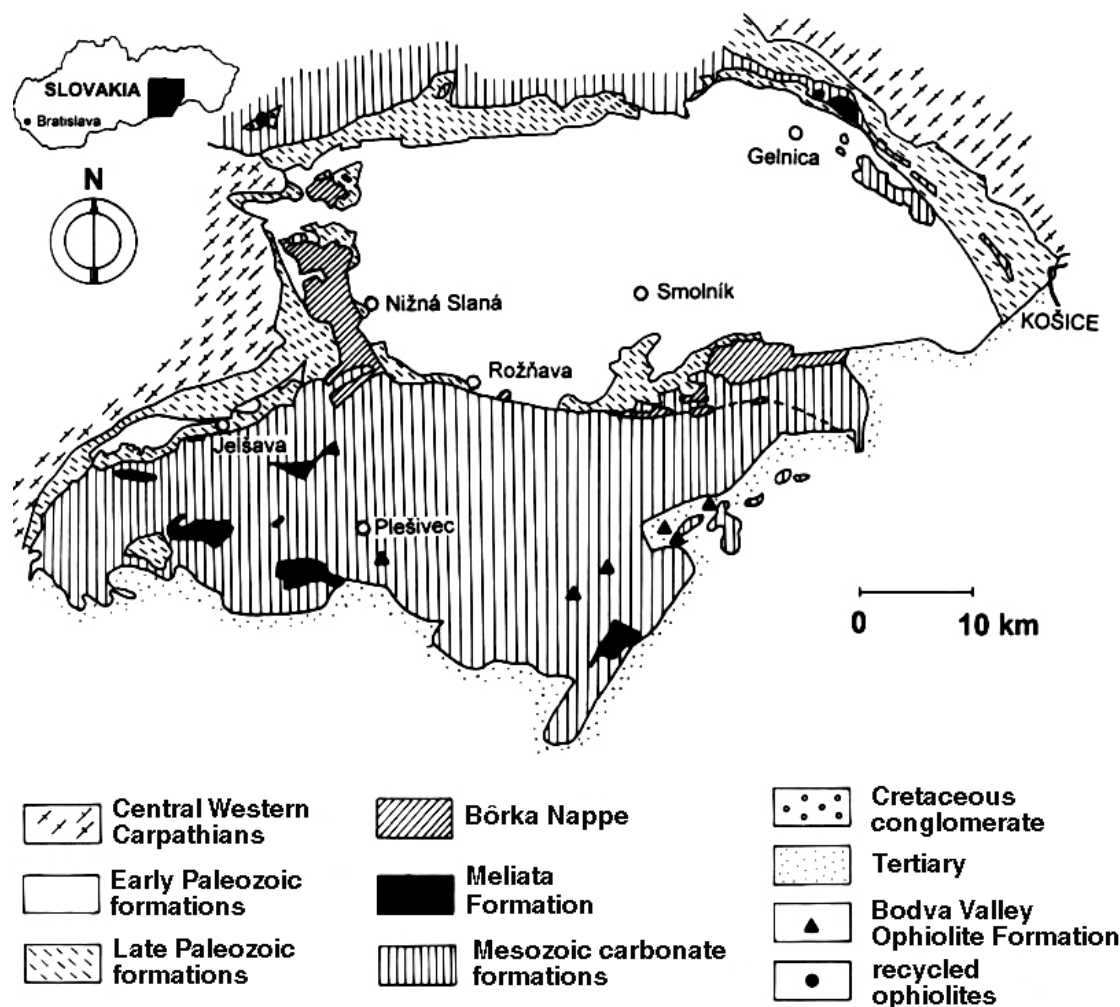 SLOVAKIA
Bratislava
N
Gelnica
Nižná Slaná
Smolník
KOŠICE
Rožňava
Jelšava
Plešivec
0 10 km
Central Western
Carpathians
Early Paleozoic
formations
Late Paleozoic
formations
Bôrka Nappe
Meliata
Formation
Mesozoic carbonate
formations
Cretaceous
conglomerate
Tertiary
Bodva Valley
Ophiolite Formation
recycled
ophiolites